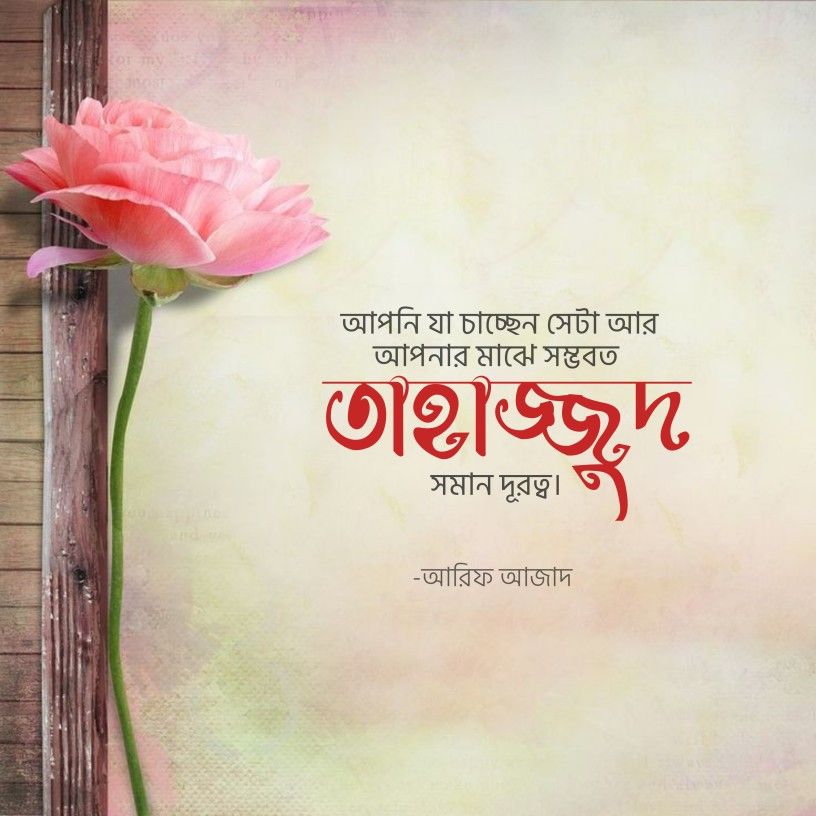 আপনি যা চাচ্ছেন সেটা আর
আপনার মাঝে সম্ভবত
তাহাজ্জুদ
সমান দূরত্ব।
-আরিফ আজাদ